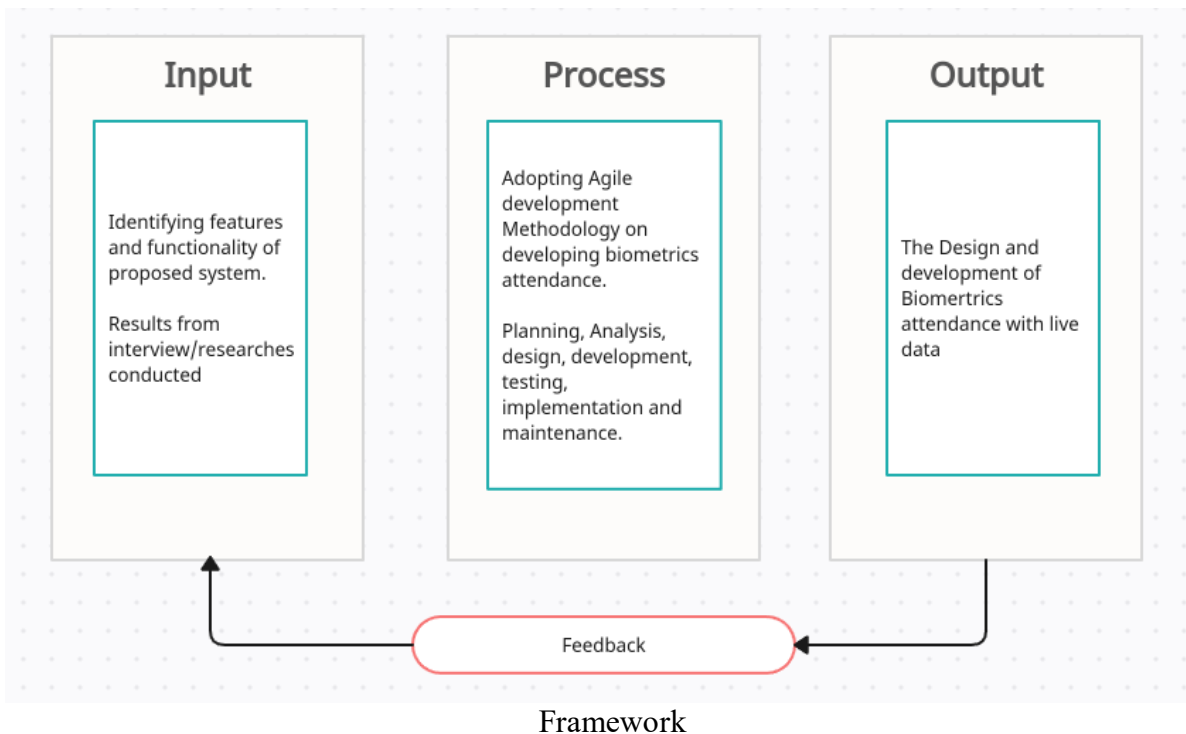 Input
Identifying features
and functionality of
proposed system.
Results from
interview/researches
conducted
Process
Adopting Agile
development
Methodology on
developing biometrics
attendance.
Planning, Analysis,
design, development,
testing,
implementation and
maintenance.
Output
The Design and
development of
Biomertrics
attendance with live
data
Feedback
Framework